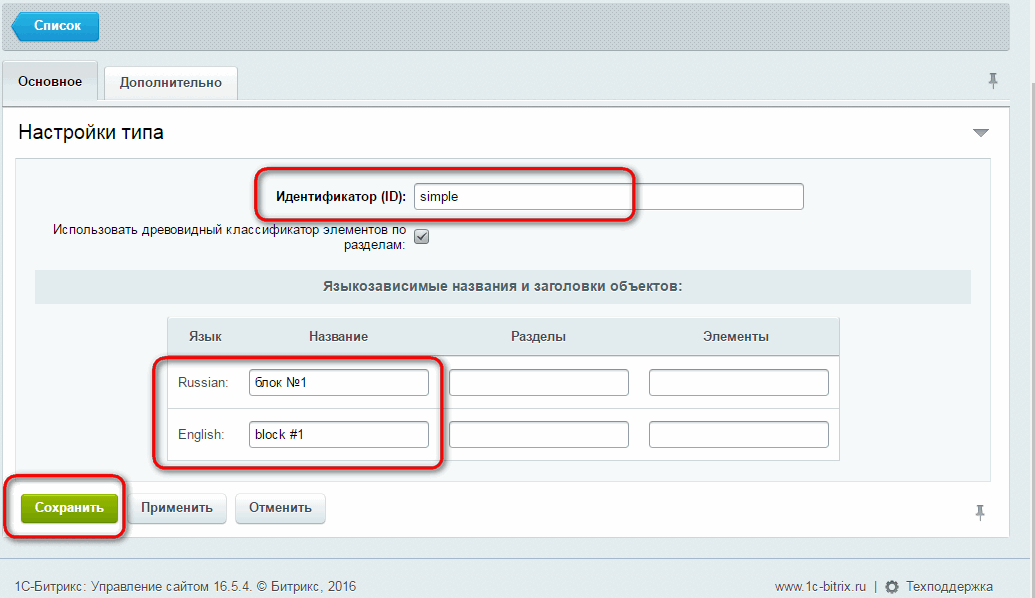 Список
Основное Дополнительно
Настройки типа
Идентификатор (ID): simple
Использовать древовидный классификатор элементов по
разделам:
Языкозависимые названия и заголовки объектов:
Язык Название Разделы Элементы
Russian: блок №1
English: block #1
Сохранить Применить Отменить
1С-Битрикс: Управление сайтом 16.5.4. © Битрикс, 2016 www.1c-bitrix.ru | Техподдержка